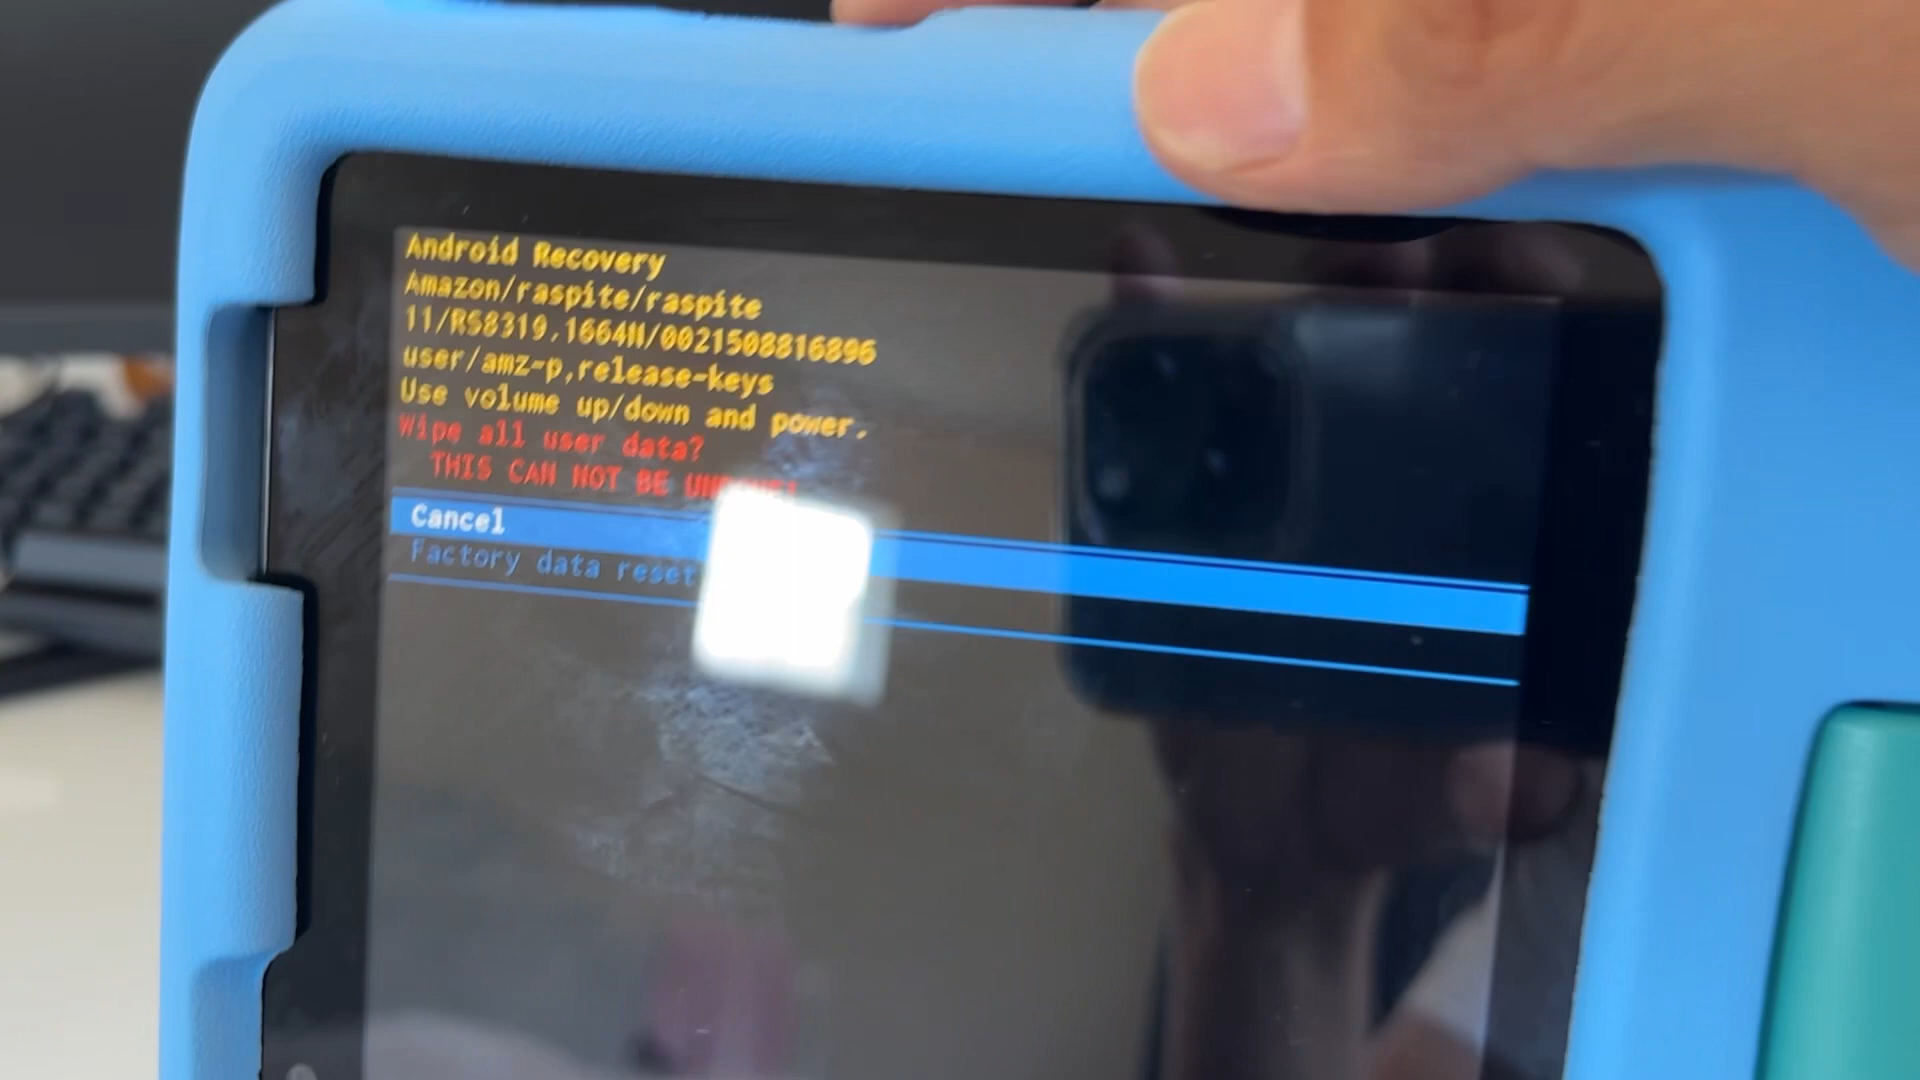 Android Recovery
Amazon/raspite/raspite
11/RS8319.1664N/0021508816896
user/amz-p,release-keys
Use volume up/down and power.
Wipe all user data?
THIS CAN NOT BE
Cancel
Factory data reset